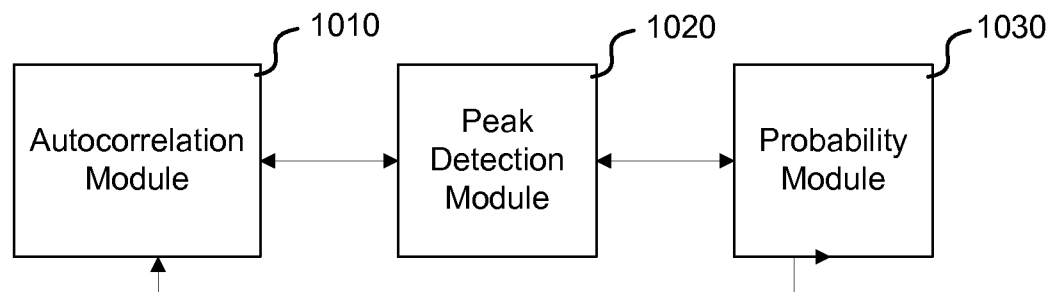 1010
1020
1030
Autocorrelation
Module
Peak
Detection
Module
Probability
Module